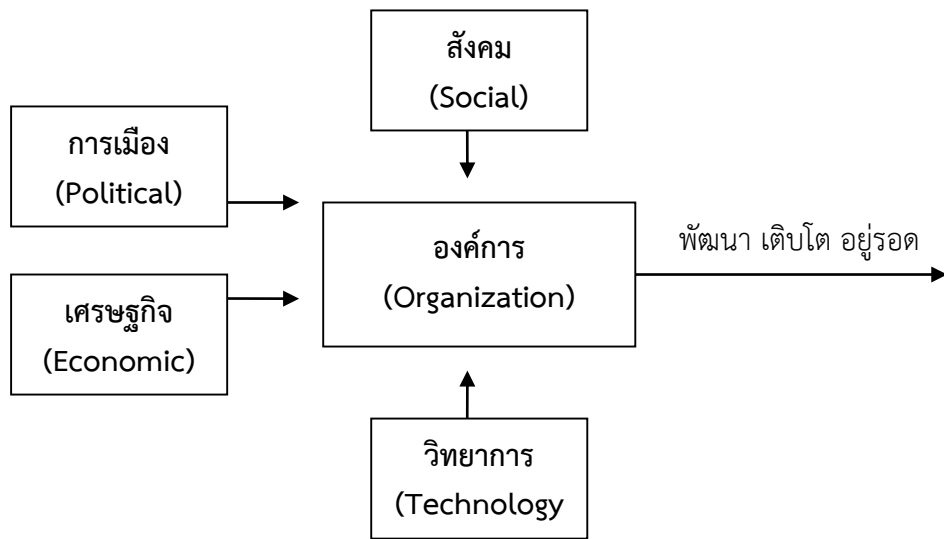 สังคม
(Social)
การเมือง
(Political)
องค์การ
(Organization)
พัฒนา เติบโต อยู่รอด
เศรษฐกิจ
(Economic)
วิทยาการ
(Technology